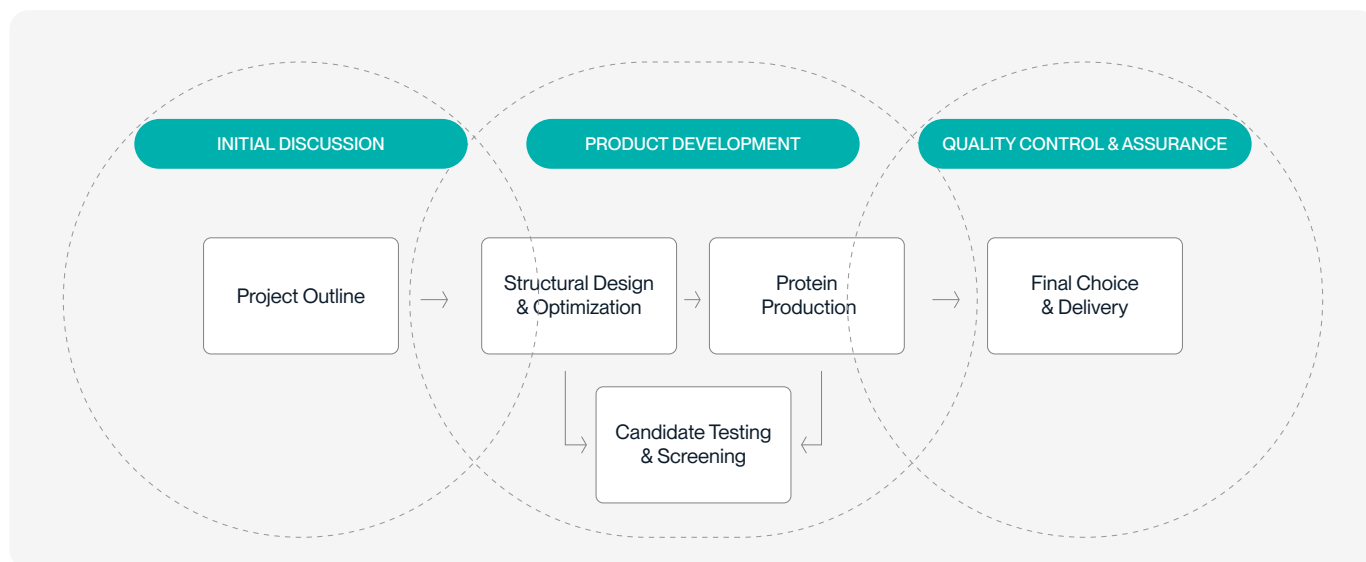 INITIAL DISCUSSION
PRODUCT DEVELOPMENT
QUALITY CONTROL & ASSURANCE
Project Outline
Structural Design
& Optimization
Protein
Production
Final Choice
& Delivery
Candidate Testing
& Screening